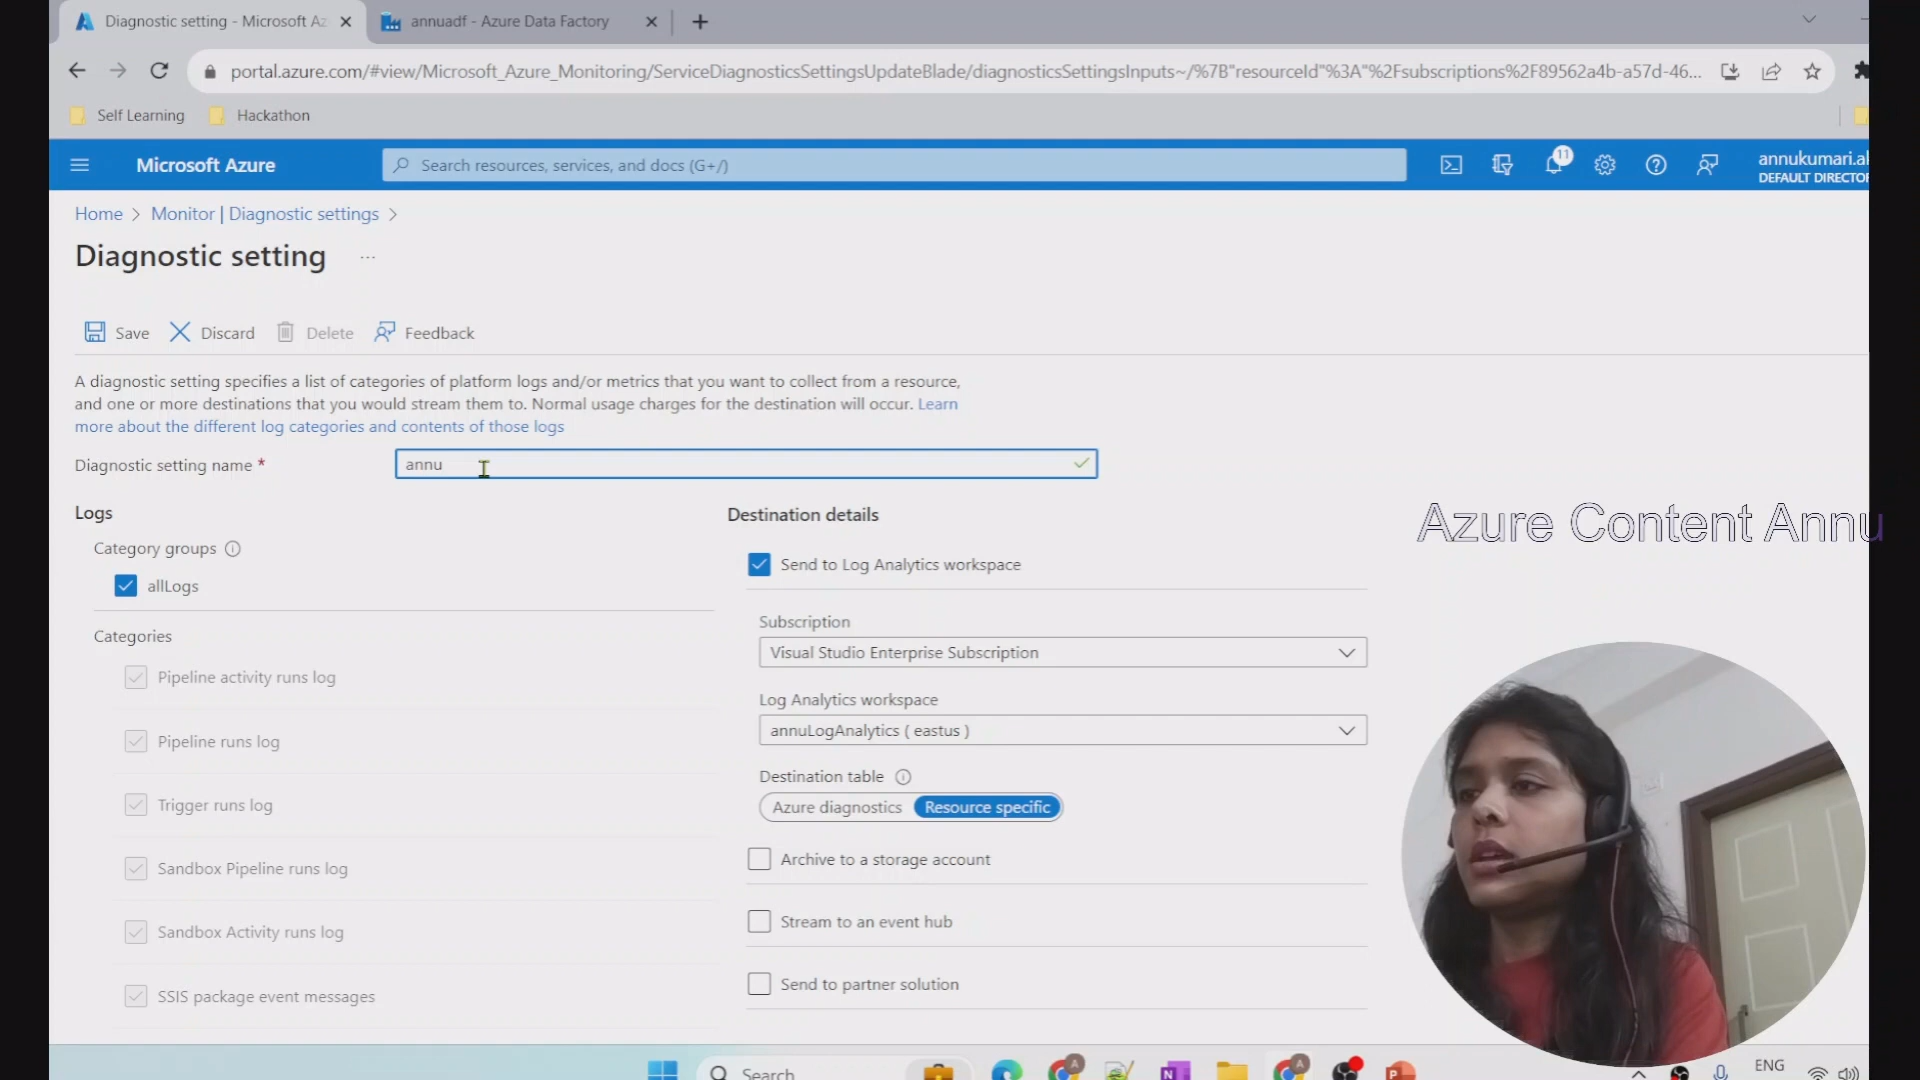 Diagnostic setting - Microsoft Az
annuadf - Azure Data Factory
portal.azure.com/#view/Microsoft_Azure_Monitoring/ServiceDiagnosticsSettingsUpdateBlade/diagnosticsSettingsInputs~/%7B"resourceId"%3A"%2Fsubscriptions%2F89562a4b-a57d-46...
Self Learning
Hackathon
Microsoft Azure
Search resources, services, and docs (G+/)
11
annukumari.al
DEFAULT DIRECTOR
Home > Monitor | Diagnostic settings >
Diagnostic setting ...
Save
Discard
Delete
Feedback
A diagnostic setting specifies a list of categories of platform logs and/or metrics that you want to collect from a resource,
and one or more destinations that you would stream them to. Normal usage charges for the destination will occur. Learn
more about the different log categories and contents of those logs
Diagnostic setting name *
annu
Logs
Category groups
allLogs
Categories
Pipeline activity runs log
Pipeline runs log
Trigger runs log
Sandbox Pipeline runs log
Sandbox Activity runs log
SSIS package event messages
Destination details
Send to Log Analytics workspace
Subscription
Visual Studio Enterprise Subscription
Log Analytics workspace
annuLogAnalytics ( eastus )
Destination table
Azure diagnostics
Resource specific
Archive to a storage account
Stream to an event hub
Send to partner solution
Azure Content Annu
Search
ENG